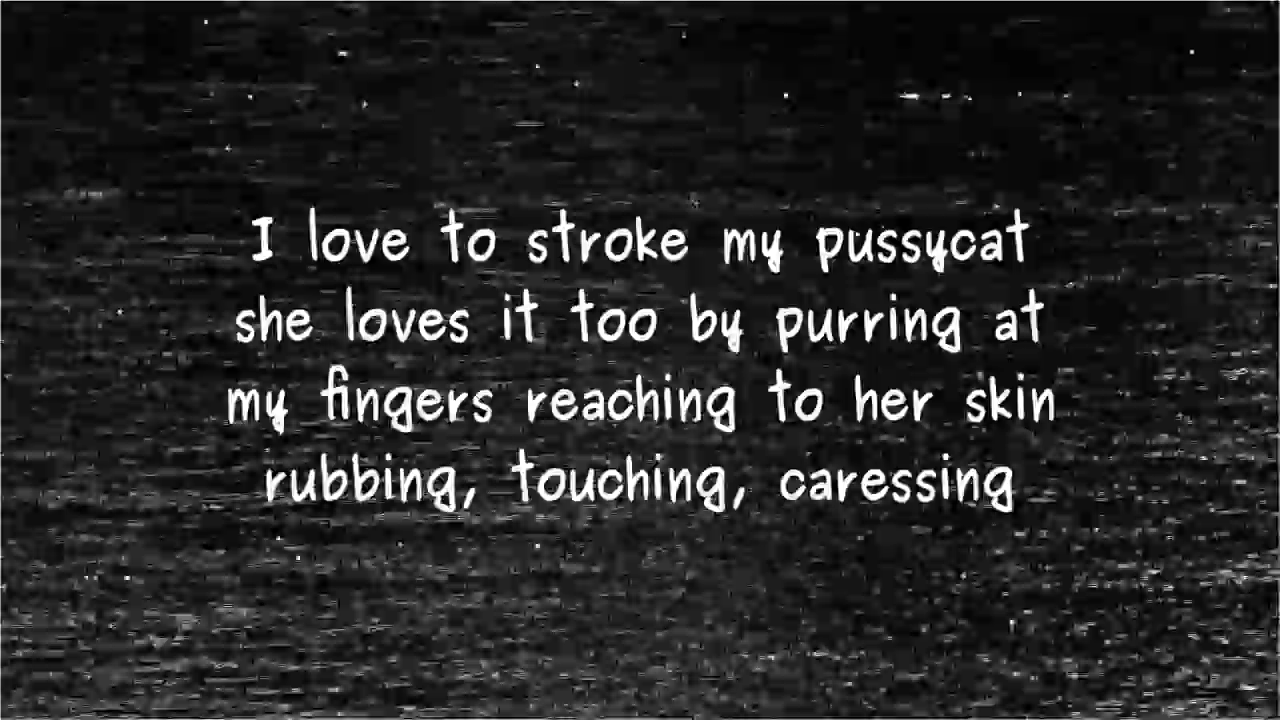 I love to stroke my pussycat
she loves it too by purring at
my fingers reaching to her skin
rubbing, touching, caressing